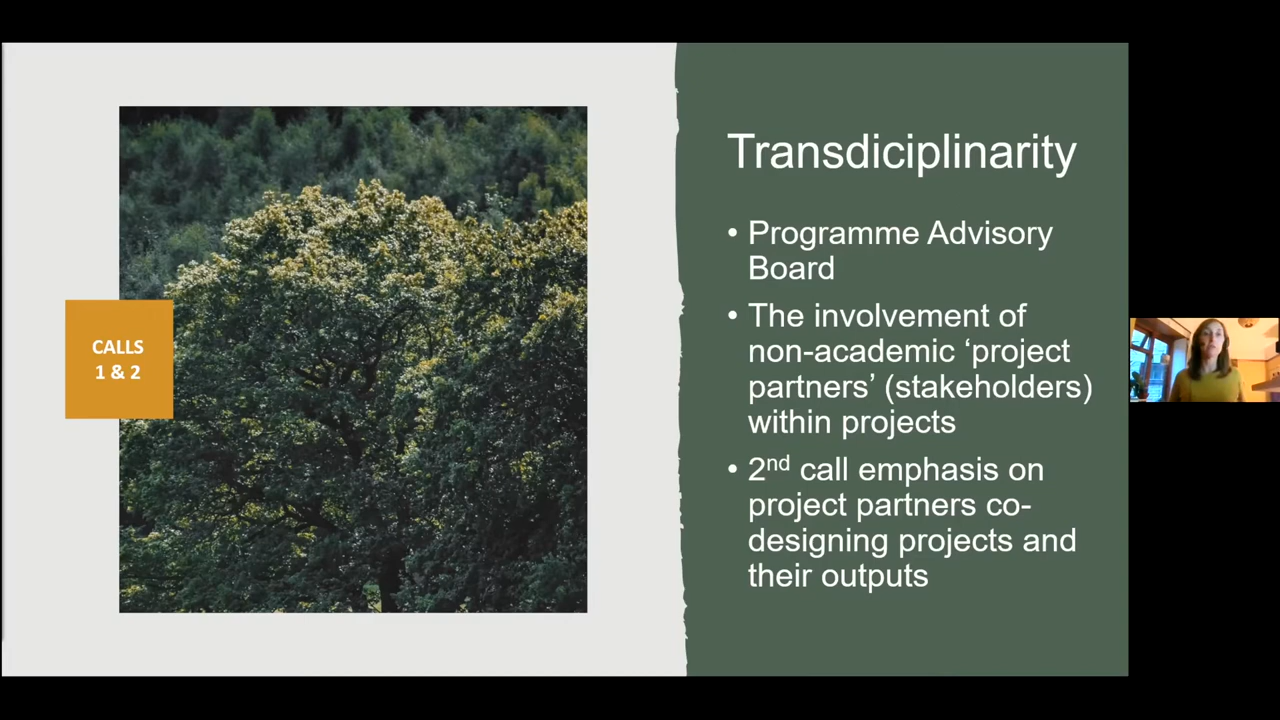 CALLS
1 & 2
Transdiciplinarity
• Programme Advisory
Board
• The involvement of
non-academic ‘project
partners’ (stakeholders)
within projects
• 2nd call emphasis on
project partners co-
designing projects and
their outputs